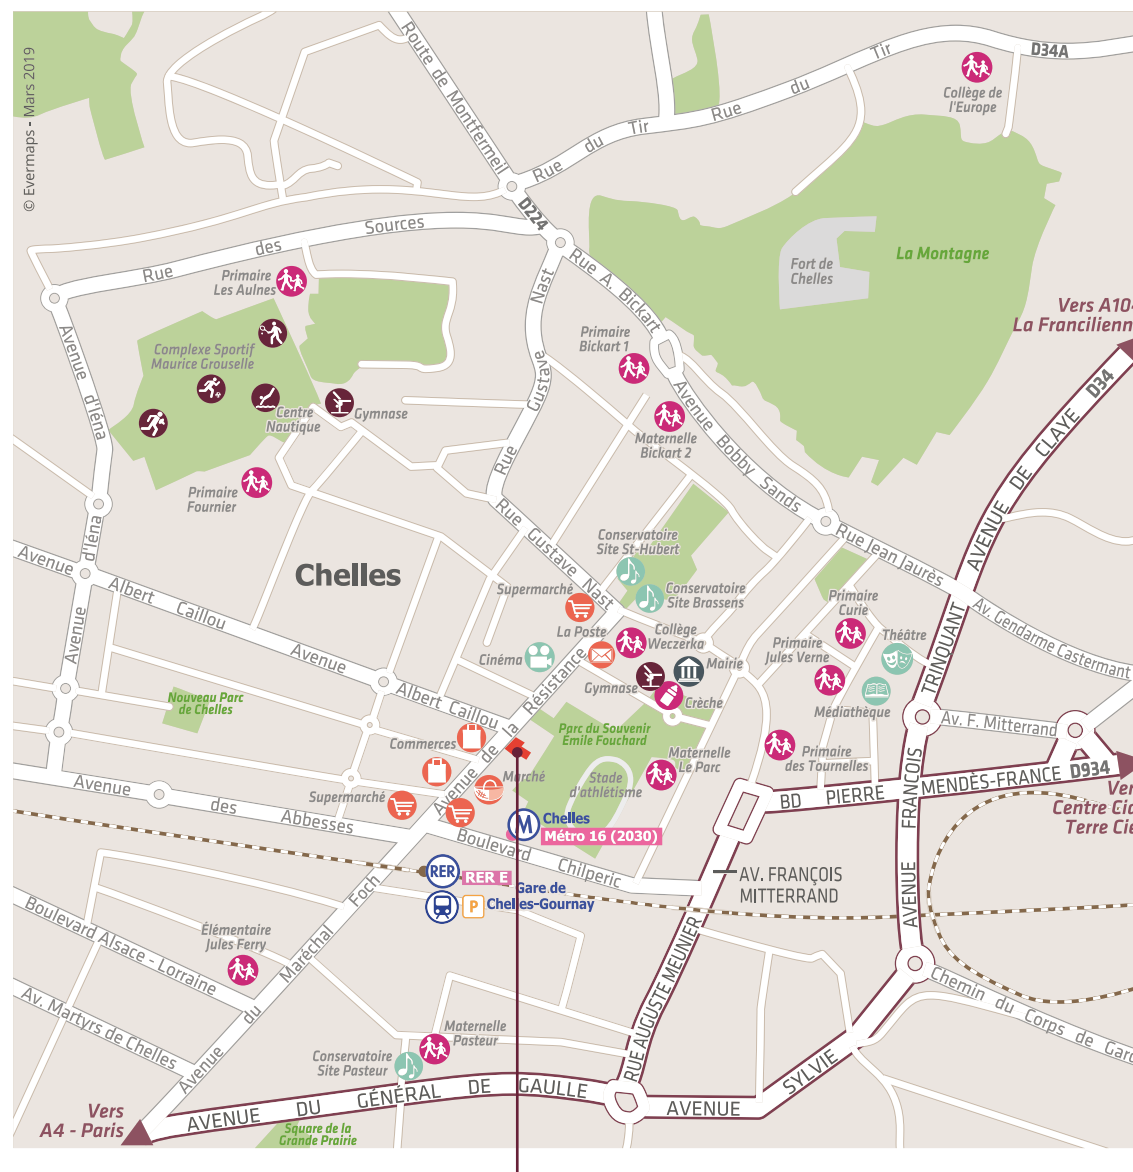 © Evermaps - Mars 2019
Route de Montfermeil
D34A
Tir
du
Rue
Tir
du
Rue
Collège de
l'Europe
D224
Sources
des
Rue
Primaire
Les Aulnes
Nast
Gustave
Rue
Rue A. Bickart
La Montagne
Fort de
Chelles
Vers A104
La Francilienn
Avenue d'Iéna
Complexe Sportif
Maurice Grouselle
Centre
Nautique
Gymnase
Primaire
Bickart 1
Maternelle
Bickart 2
D34
AVENUE DE CLAYE
Avenue Bobby Sands
Primaire
Fournier
Rue Gustave Nast
Rue Jean Jaurès
Conservatoire
Site St-Hubert
Chelles
Supermarché
Conservatoire
Site Brassens
Avenue
d'Iéna
Avenue
Albert Caillou
Avenue
Albert Caillou
La Poste
Collège
Weczerka
Primaire
Curie
Théâtre
Av. Gendarme Castermant
Cinéma
Mairie
Primaire
Jules Verne
TRINQUANT
Gymnase
Crèche
Médiathèque
Nouveau Parc
de Chelles
Avenue de la Résistance
Parc du Souvenir
Emile Fouchard
Av. F. Mitterrand
Commerces
Maternelle
Le Parc
Primaire
des Tournelles
Marché
Stade
d'athlétisme
Supermarché
Avenue
des
Abbesses
BD PIERRE MENDÈS-FRANCE
D934
Ver
Centre Cia
Terre Cie
FRANÇOIS
AVENUE
M
Chelles
Métro 16 (2030)
Boulevard
Chilperic
RER
RER E
P
Gare de
Chelles-Gournay
AV. FRANÇOIS
MITTERRAND
Boulevard Alsace - Lorraine
Élémentaire
Jules Ferry
Avenue du Maréchal Foch
RUE AUGUSTE MEUNIER
Chemin du Corps de Gard
Av. Martyrs de Chelles
Maternelle
Pasteur
Conservatoire
Site Pasteur
Vers
A4 - Paris
AVENUE DU GÉNÉRAL DE GAULLE
AVENUE
SYLVIE
Square de la
Grande Prairie